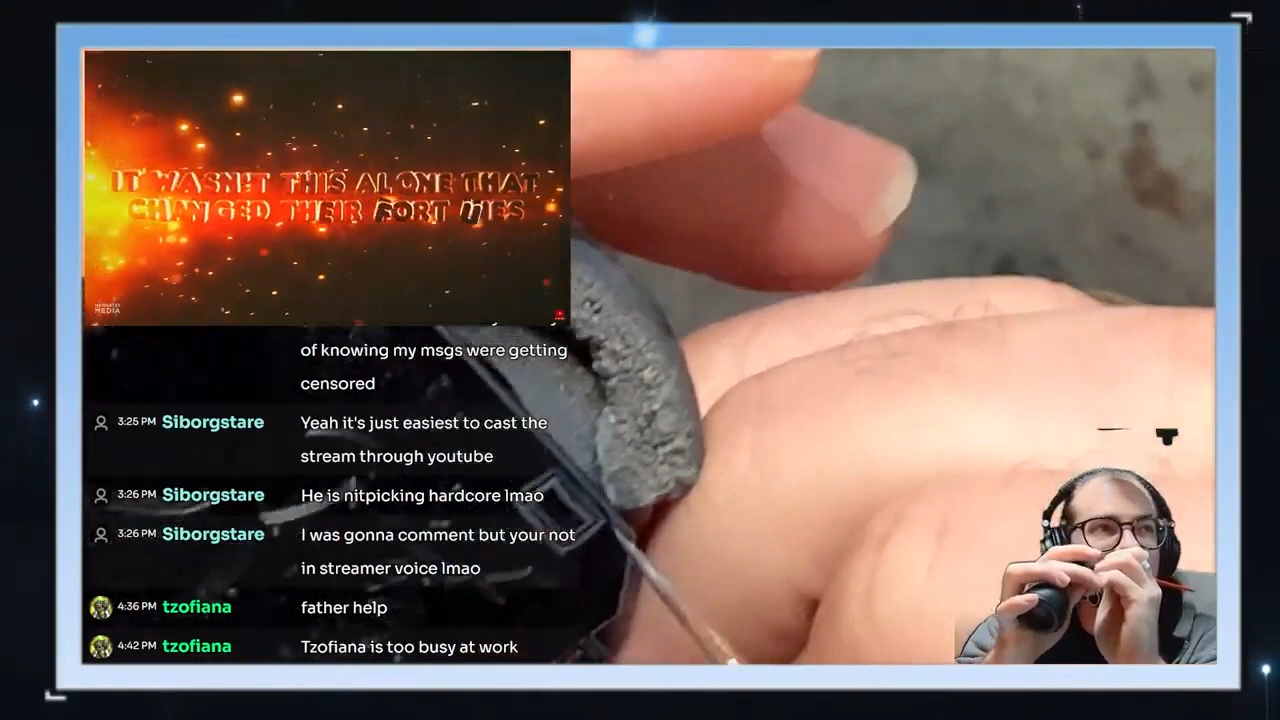 IT WASN'T THIS ALONE THAT
CHANGED THEIR FORTUNES
MEDIA
of knowing my msgs were getting
censored
3:25 PM Siborgstare Yeah it's just easiest to cast the
stream through youtube
3:26 PM Siborgstare He is nitpicking hardcore lmao
3:26 PM Siborgstare I was gonna comment but your not
in streamer voice lmao
4:36 PM tzofiana father help
4:42 PM tzofiana Tzofiana is too busy at work